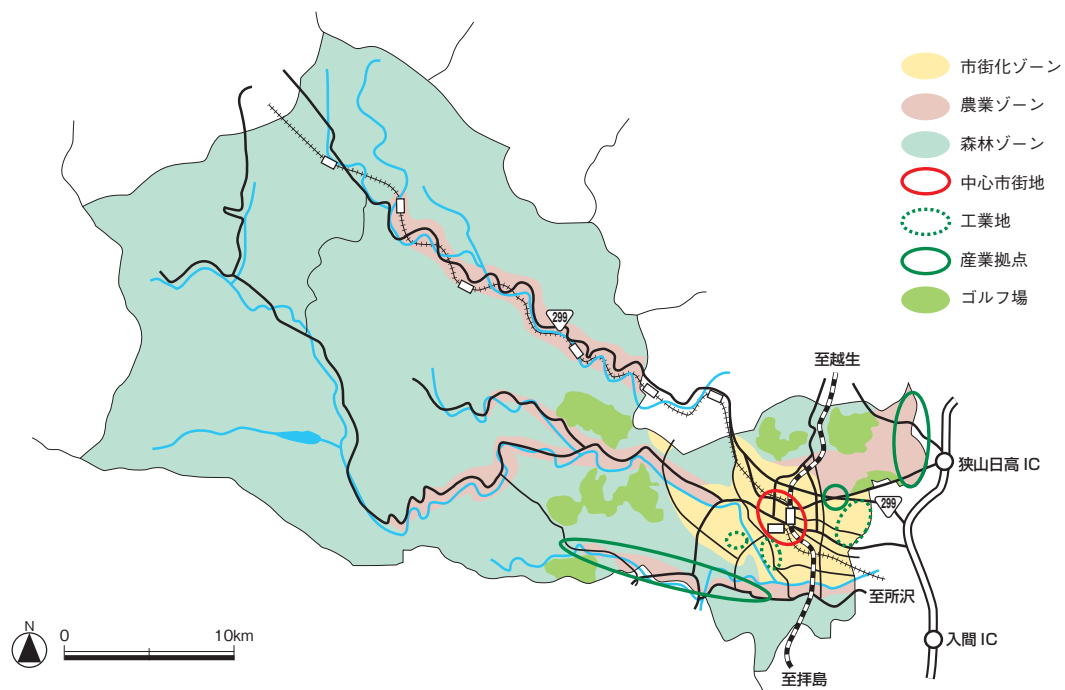 市街化ゾーン
農業ゾーン
森林ゾーン
中心市街地
工業地
産業拠点
ゴルフ場
299
至越生
狭山日高 IC
299
至所沢
入間 IC
至拝島
N
0 10km